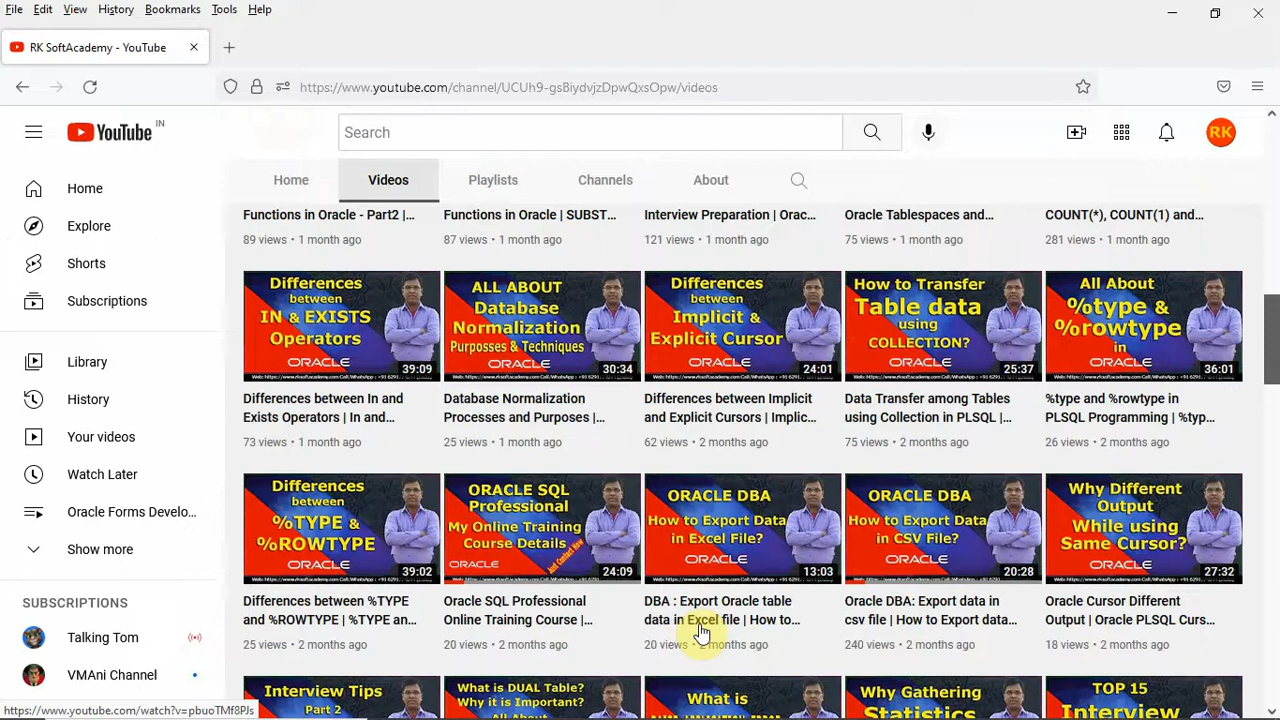 File Edit View History Bookmarks Tools Help
RK SoftAcademy - YouTube
https://www.youtube.com/channel/UCUh9-gsBiydvjzDpwQxsOpw/videos
YouTube IN
Search
RK
Home Videos Playlists Channels About
Home
Explore
Shorts
Subscriptions
Library
History
Your videos
Watch Later
Oracle Forms Develo...
Show more
SUBSCRIPTIONS
Talking Tom
VMAni Channel
Functions in Oracle - Part2 |...
89 views • 1 month ago
Functions in Oracle | SUBST...
87 views • 1 month ago
Interview Preparation | Orac...
121 views • 1 month ago
Oracle Tablespaces and...
75 views • 1 month ago
COUNT(*), COUNT(1) and...
281 views • 1 month ago
Differences
between
IN & EXISTS
Operators
ORACLE
39:09
Differences between In and
Exists Operators | In and...
73 views • 1 month ago
ALL ABOUT
Database
Normalization
Purposses & Techniques
ORACLE
30:34
Database Normalization
Processes and Purposes |...
25 views • 1 month ago
Differences
between
Implicit &
Explicit Cursor
ORACLE
24:01
Differences between Implicit
and Explicit Cursors | Implic...
62 views • 2 months ago
How to Transfer
Table data
using
COLLECTION?
ORACLE
25:37
Data Transfer among Tables
using Collection in PLSQL |...
75 views • 2 months ago
All About
%type &
%rowtype
in
ORACLE
36:01
%type and %rowtype in
PLSQL Programming | %typ...
26 views • 2 months ago
Differences
between
%TYPE &
%ROWTYPE
ORACLE
39:02
Differences between %TYPE
and %ROWTYPE | %TYPE an...
25 views • 2 months ago
ORACLE SQL
Professional
My Online Training
Course Details
Just Contact Now
ORACLE
24:09
Oracle SQL Professional
Online Training Course |...
20 views • 2 months ago
ORACLE DBA
How to Export Data
in Excel File?
ORACLE
13:03
DBA : Export Oracle table
data in Excel file | How to...
20 views • 2 months ago
ORACLE DBA
How to Export Data
in CSV File?
ORACLE
20:28
Oracle DBA: Export data in
csv file | How to Export data...
240 views • 2 months ago
Why Different
Output
While using
Same Cursor?
ORACLE
27:32
Oracle Cursor Different
Output | Oracle PLSQL Curs...
18 views • 2 months ago
Interview Tips
Part 2
What is DUAL Table?
Why it is Important?
What is
Why Gathering
Statistics
TOP 15
Interview
https://www.youtube.com/watch?v=pbuoTMf8PJs